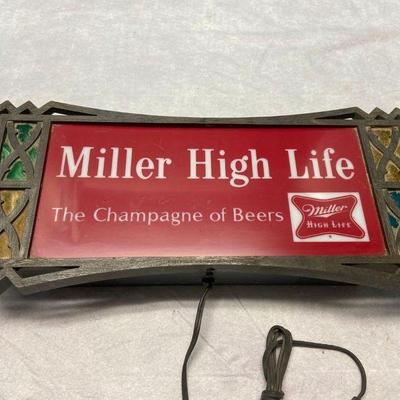 Miller High Life
The Champagne of Beers
Miller
HIGH LIFE